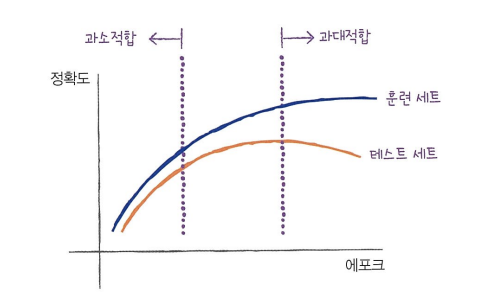 과소적합
과대적합
정확도
훈련 세트
테스트 세트
에포크